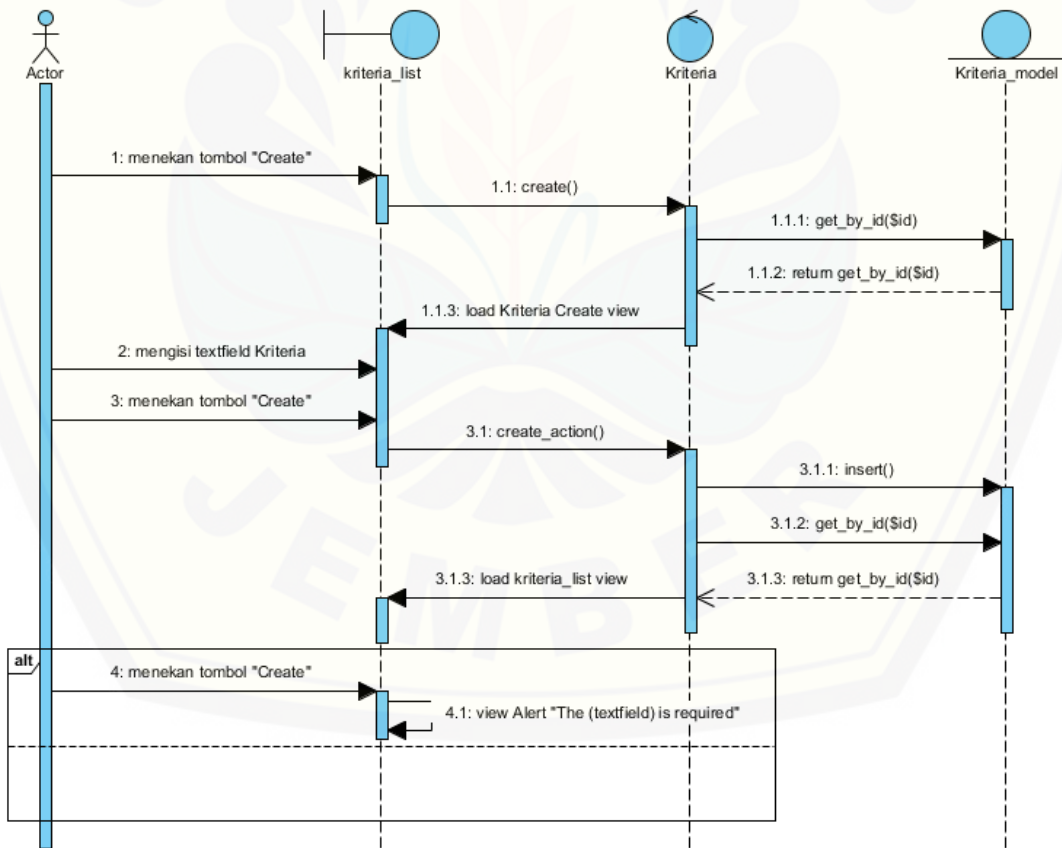 Actor
kriteria_list
Kriteria
Kriteria_model
1: menekan tombol "Create"
1.1: create()
1.1.1: get_by_id($id)
1.1.2: return get_by_id($id)
1.1.3: load Kriteria Create view
2: mengisi textfield Kriteria
3: menekan tombol "Create"
3.1: create_action()
3.1.1: insert()
3.1.2: get_by_id($id)
3.1.3: load kriteria_list view
3.1.3: return get_by_id($id)
alt
4: menekan tombol "Create"
4.1: view Alert "The (textfield) is required"
JEMBER